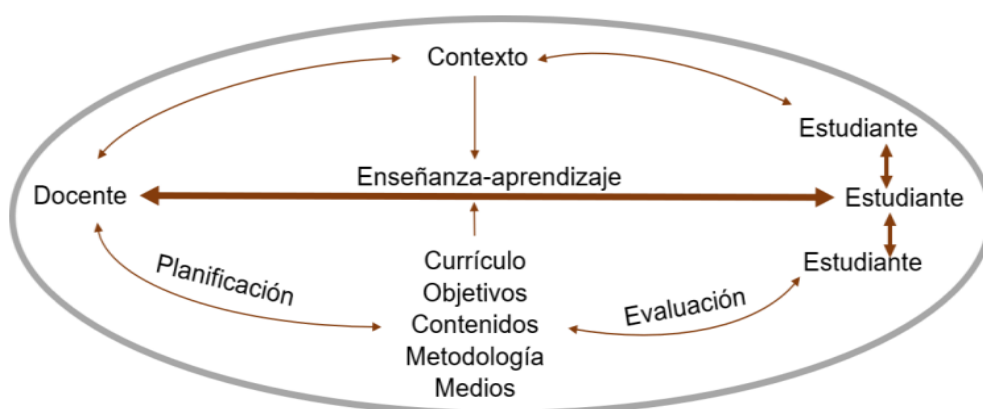 Contexto
Estudiante
Enseñanza-aprendizaje
Docente
Estudiante
Estudiante
Planificación
Currículo
Objetivos
Contenidos
Metodología
Medios
Evaluación